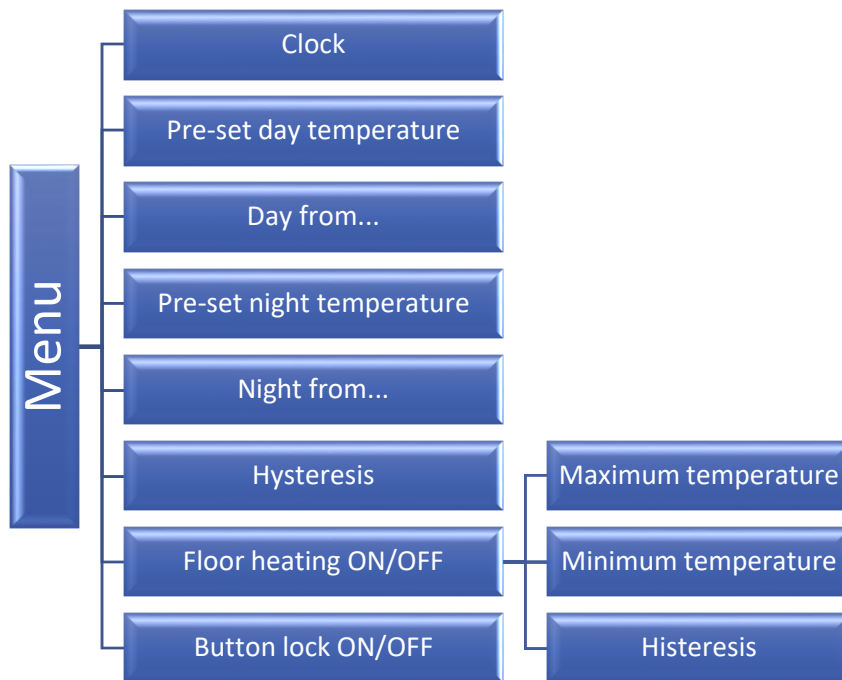 Menu
Clock
Pre-set day temperature
Day from...
Pre-set night temperature
Night from...
Hysteresis
Floor heating ON/OFF
Button lock ON/OFF
Maximum temperature
Minimum temperature
Histeresis